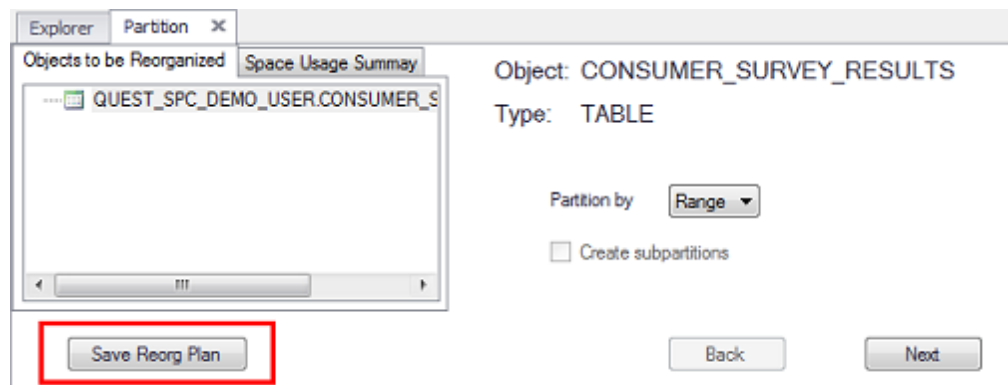 Explorer Partition
Objects to be Reorganized Space Usage Summay
QUEST_SPC_DEMO_USER.CONSUMER_S
Object: CONSUMER_SURVEY_RESULTS
Type: TABLE
Partition by Range
Create subpartitions
Save Reorg Plan
Back
Next